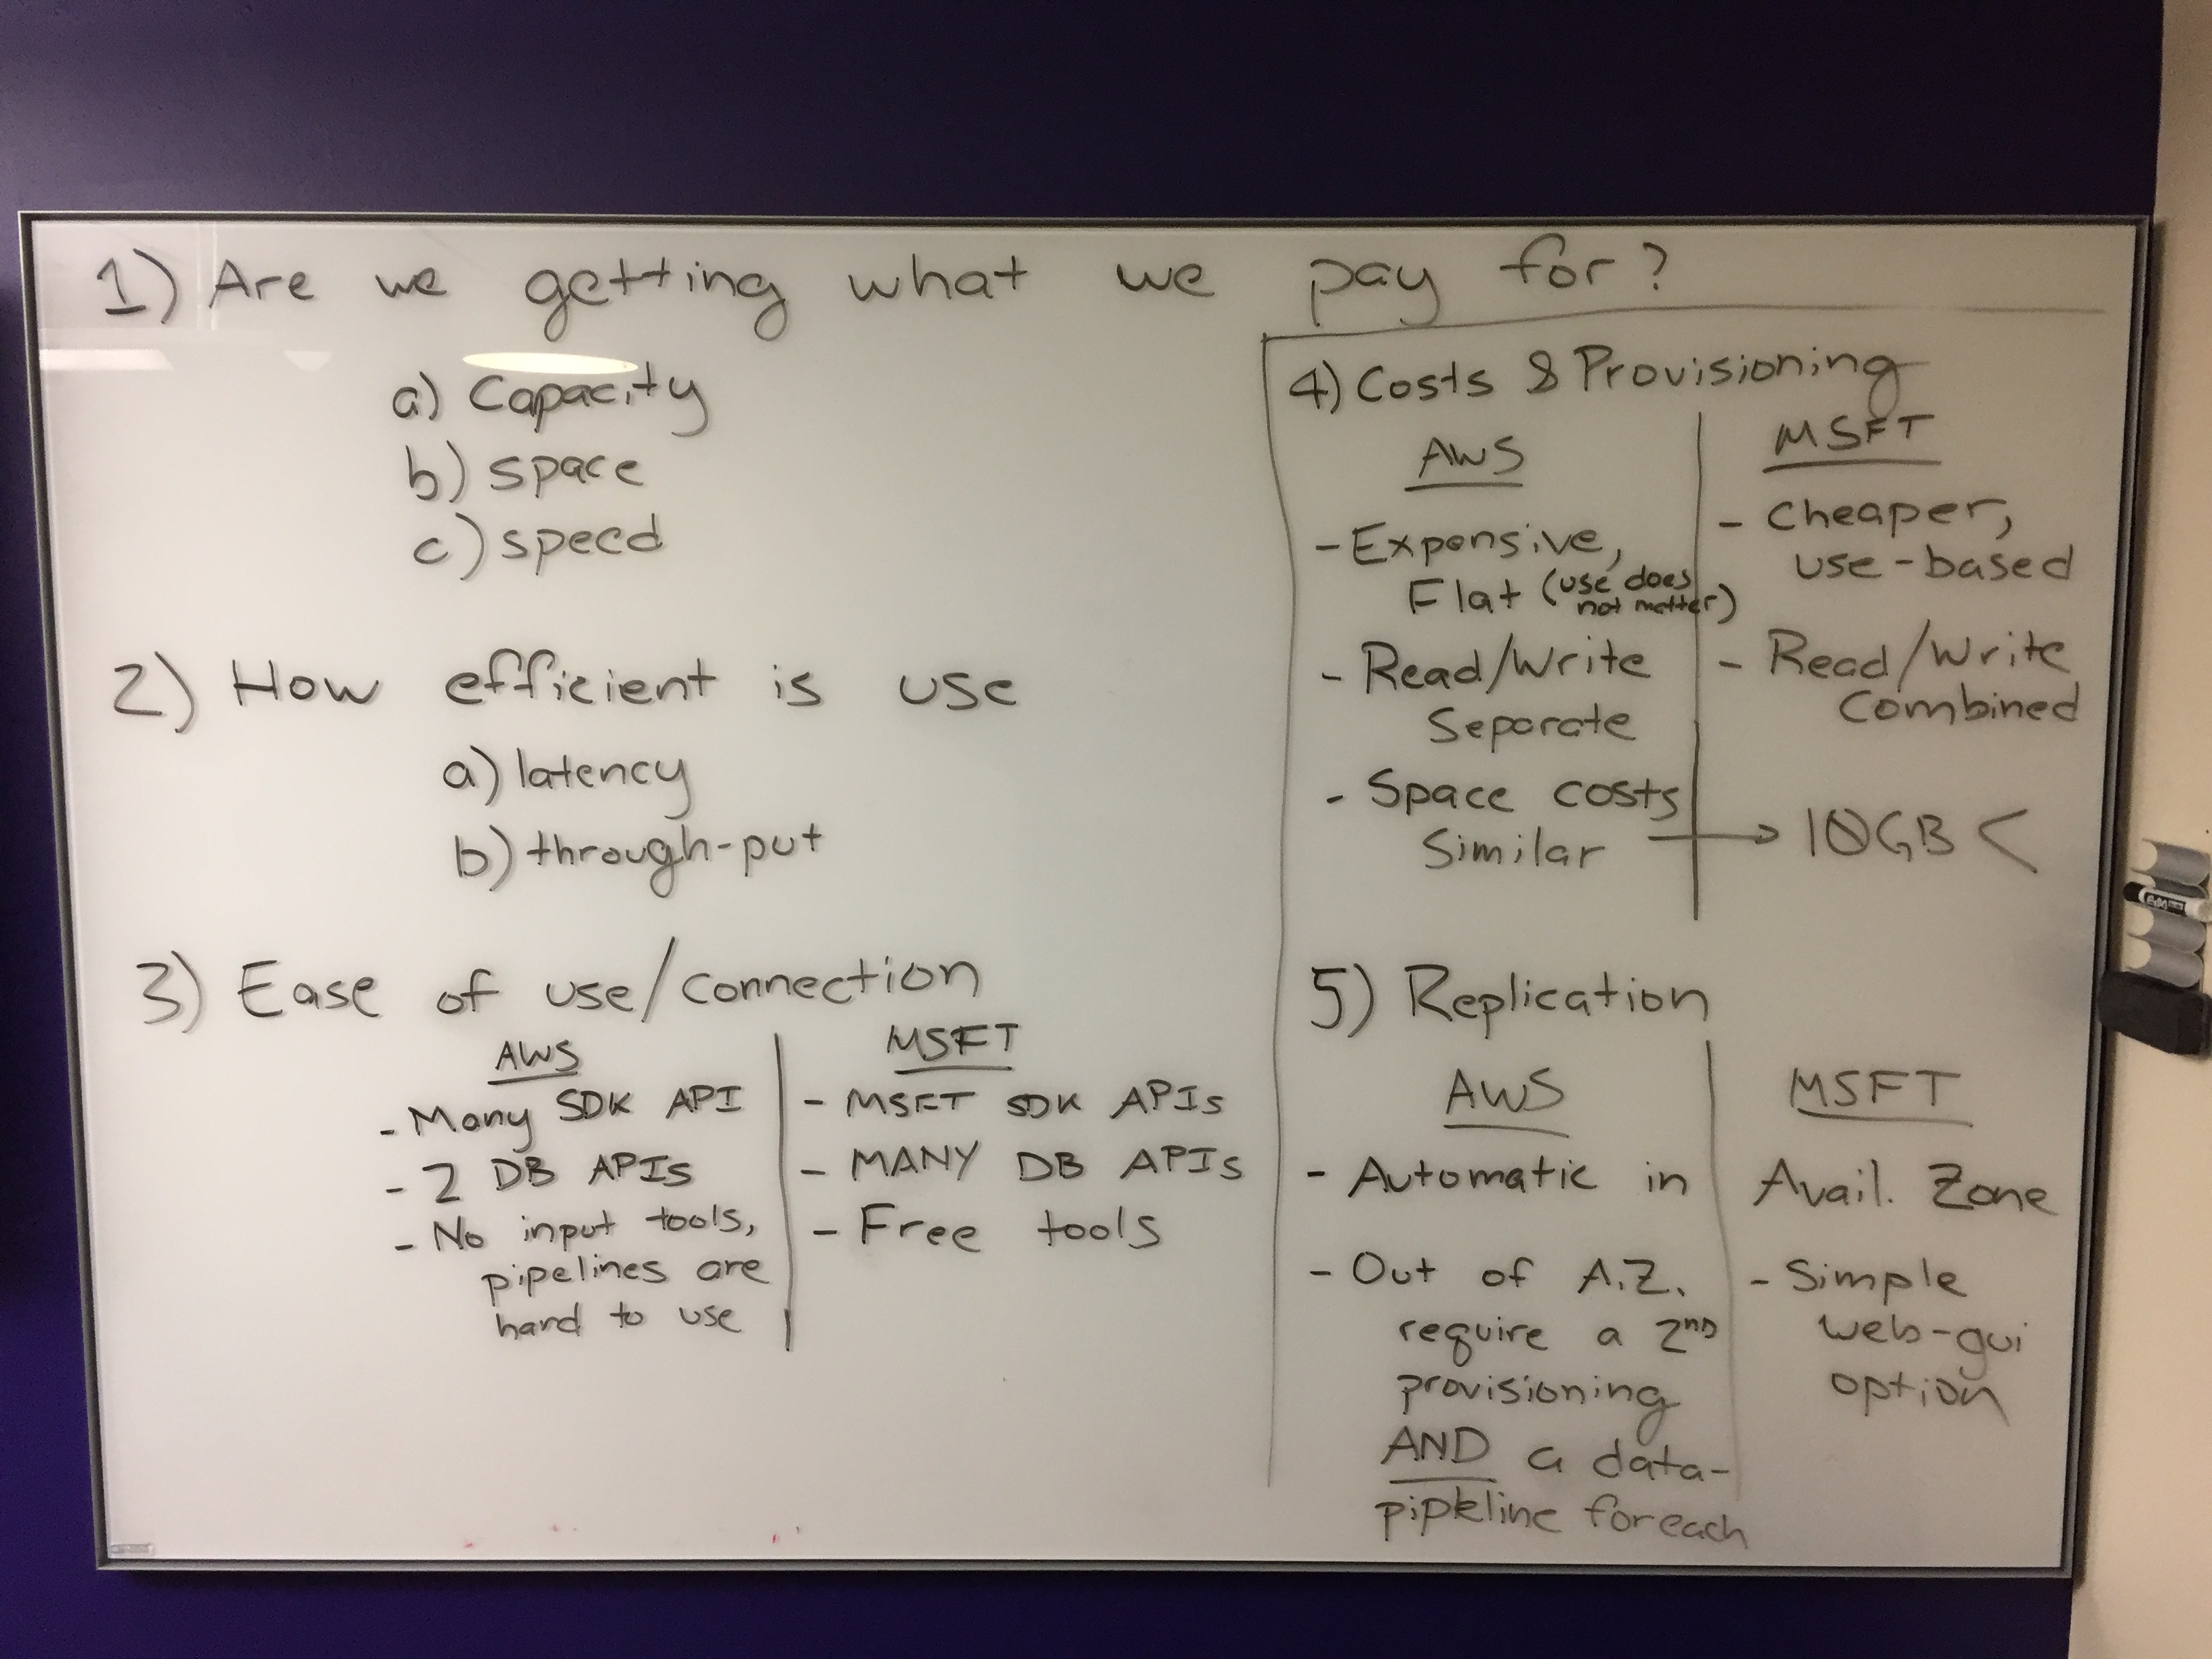 1) Are we getting what we pay for?
a) Capacity
b) space
c) speed
2) How efficient is use
a) latency
b) through-put
3) Ease of use/connection
AWS
- Many SDK API
- 2 DB APIs
- No input tools,
pipelines are
hard to use
MSFT
- MSFT SDK APIs
- MANY DB APIs
- Free tools
4) Costs & Provisioning
AWS
- Expensive,
Flat (use does
not matter)
- Read/Write
Separate
- Space costs
Similar → 10GB <
MSFT
- Cheaper,
use-based
- Read/Write
Combined
5) Replication
AWS
MSFT
- Automatic in Avail. Zone
- Out of A.Z.
require a 2ND
provisioning
AND a data-
pipeline for each
- Simple
web-gui
option